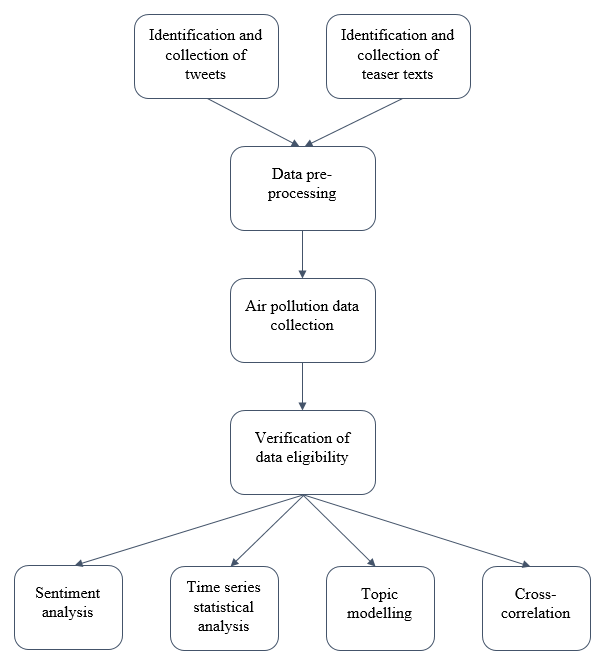 Identification and
collection of
tweets
Identification and
collection of
teaser texts
Data pre-
processing
Air pollution data
collection
Verification of
data eligibility
Sentiment
analysis
Time series
statistical
analysis
Topic
modelling
Cross-
correlation